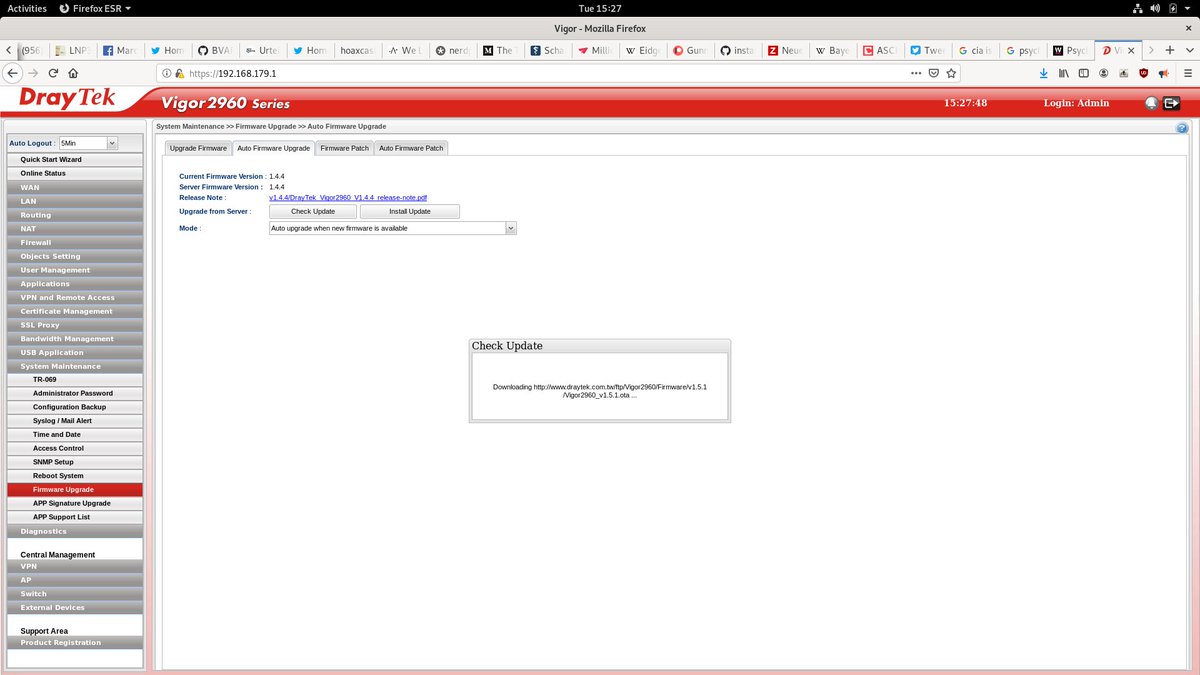 Activities Firefox ESR Tue 15:27
Vigor - Mozilla Firefox
(956 LNP Marc Hom BVA Urte Hom hoaxcas We L nerd The T Scha Milli Eidg Gunn insta Neue Baye ASCI Twee cia is psych Psyc Vi
https://192.168.179.1
DrayTek Vigor2960 Series 15:27:48 Login: Admin
System Maintenance >> Firmware Upgrade >> Auto Firmware Upgrade
Auto Logout : 5Min
Upgrade Firmware Auto Firmware Upgrade Firmware Patch Auto Firmware Patch
Quick Start Wizard
Online Status
WAN
LAN
Routing
NAT
Firewall
Objects Setting
User Management
Applications
VPN and Remote Access
Certificate Management
SSL Proxy
Bandwidth Management
USB Application
System Maintenance
TR-069
Administrator Password
Configuration Backup
Syslog / Mail Alert
Time and Date
Access Control
SNMP Setup
Reboot System
Firmware Upgrade
APP Signature Upgrade
APP Support List
Diagnostics
Central Management
VPN
AP
Switch
External Devices
Support Area
Product Registration
Current Firmware Version : 1.4.4
Server Firmware Version : 1.4.4
Release Note : v1.4.4/DrayTek_Vigor2960_V1.4.4_release-note.pdf
Upgrade from Server : Check Update Install Update
Mode : Auto upgrade when new firmware is available
Check Update
Downloading http://www.draytek.com.tw/ftp/Vigor2960/Firmware/v1.5.1
/Vigor2960_v1.5.1.ota ...